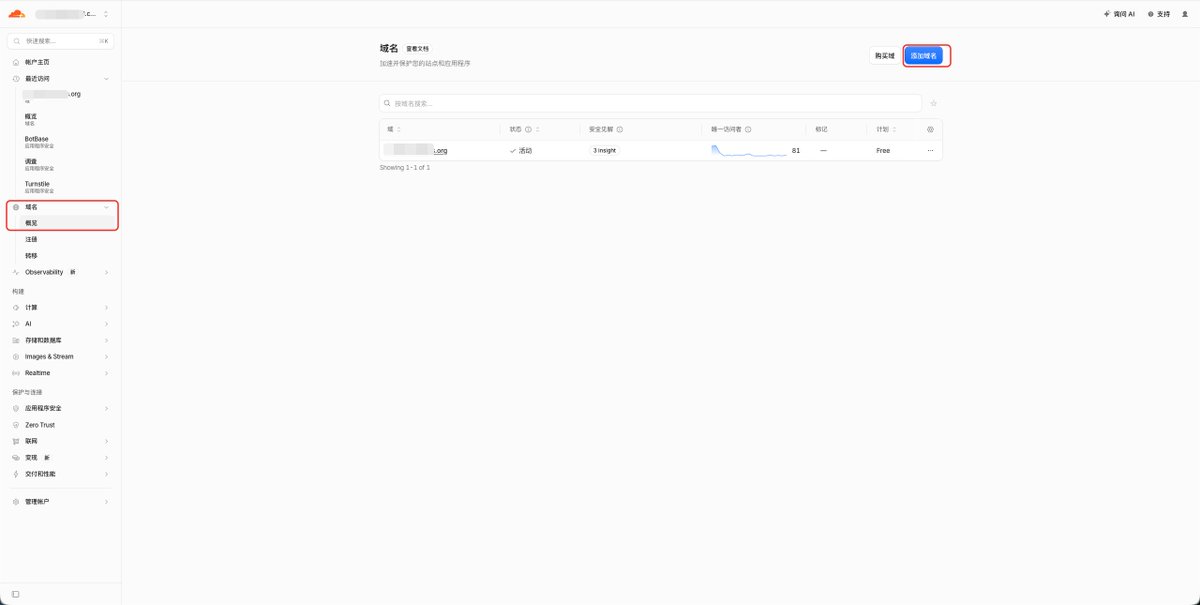 .c...
询问 AI
支持
快速搜索... ⌘K
帐户主页
最近访问
.org
域
概览
域名
BotBase
应用程序安全
调查
应用程序安全
Turnstile
应用程序安全
域名
概览
注册
转移
Observability 新
构建
计算
AI
存储和数据库
Images & Stream
Realtime
保护与连接
应用程序安全
Zero Trust
联网
变现 新
交付和性能
管理帐户
域名 查看文档
加速并保护您的站点和应用程序
购买域 添加域名
按域名搜索...
域 状态 安全见解 唯一访问者 标记 计划
.org 活动 3 insight 81 — Free ...
Showing 1-1 of 1